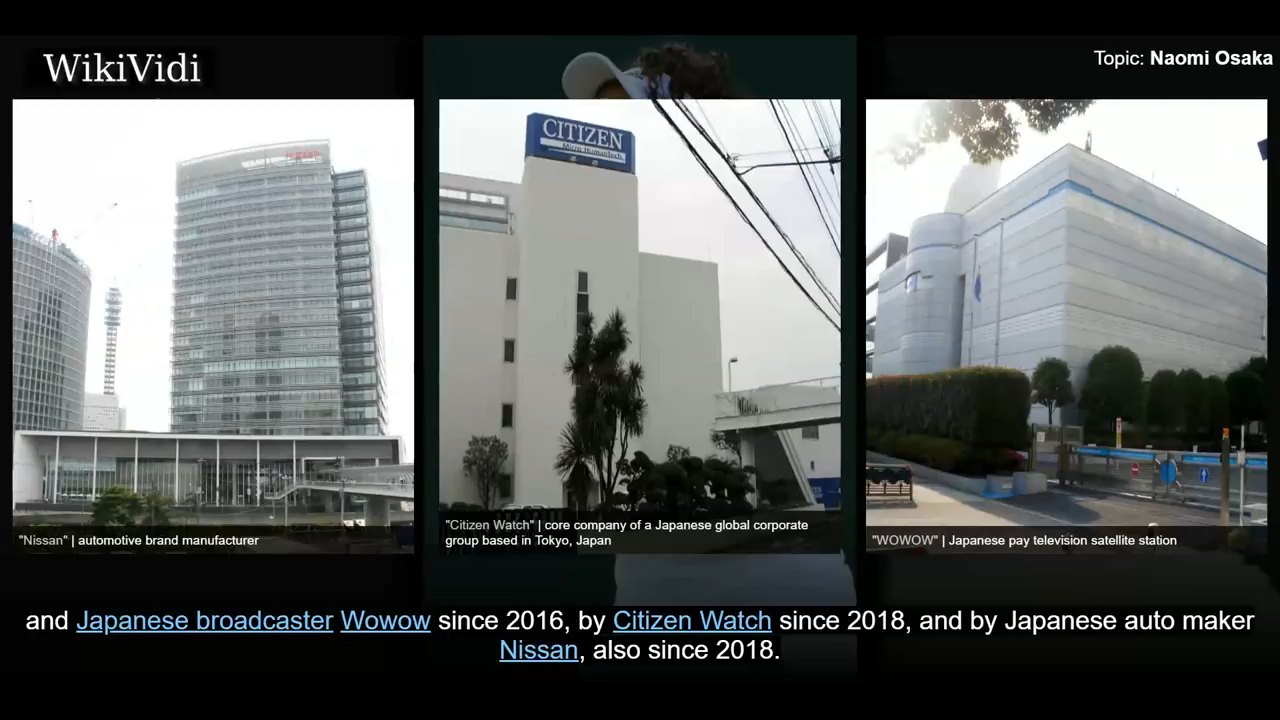 WikiVidi
Topic: Naomi Osaka
CITIZEN
Micro HumanTech
"Nissan" | automotive brand manufacturer
"Citizen Watch" | core company of a Japanese global corporate
group based in Tokyo, Japan
"WOWOW" | Japanese pay television satellite station
and Japanese broadcaster Wowow since 2016, by Citizen Watch since 2018, and by Japanese auto maker
Nissan, also since 2018.